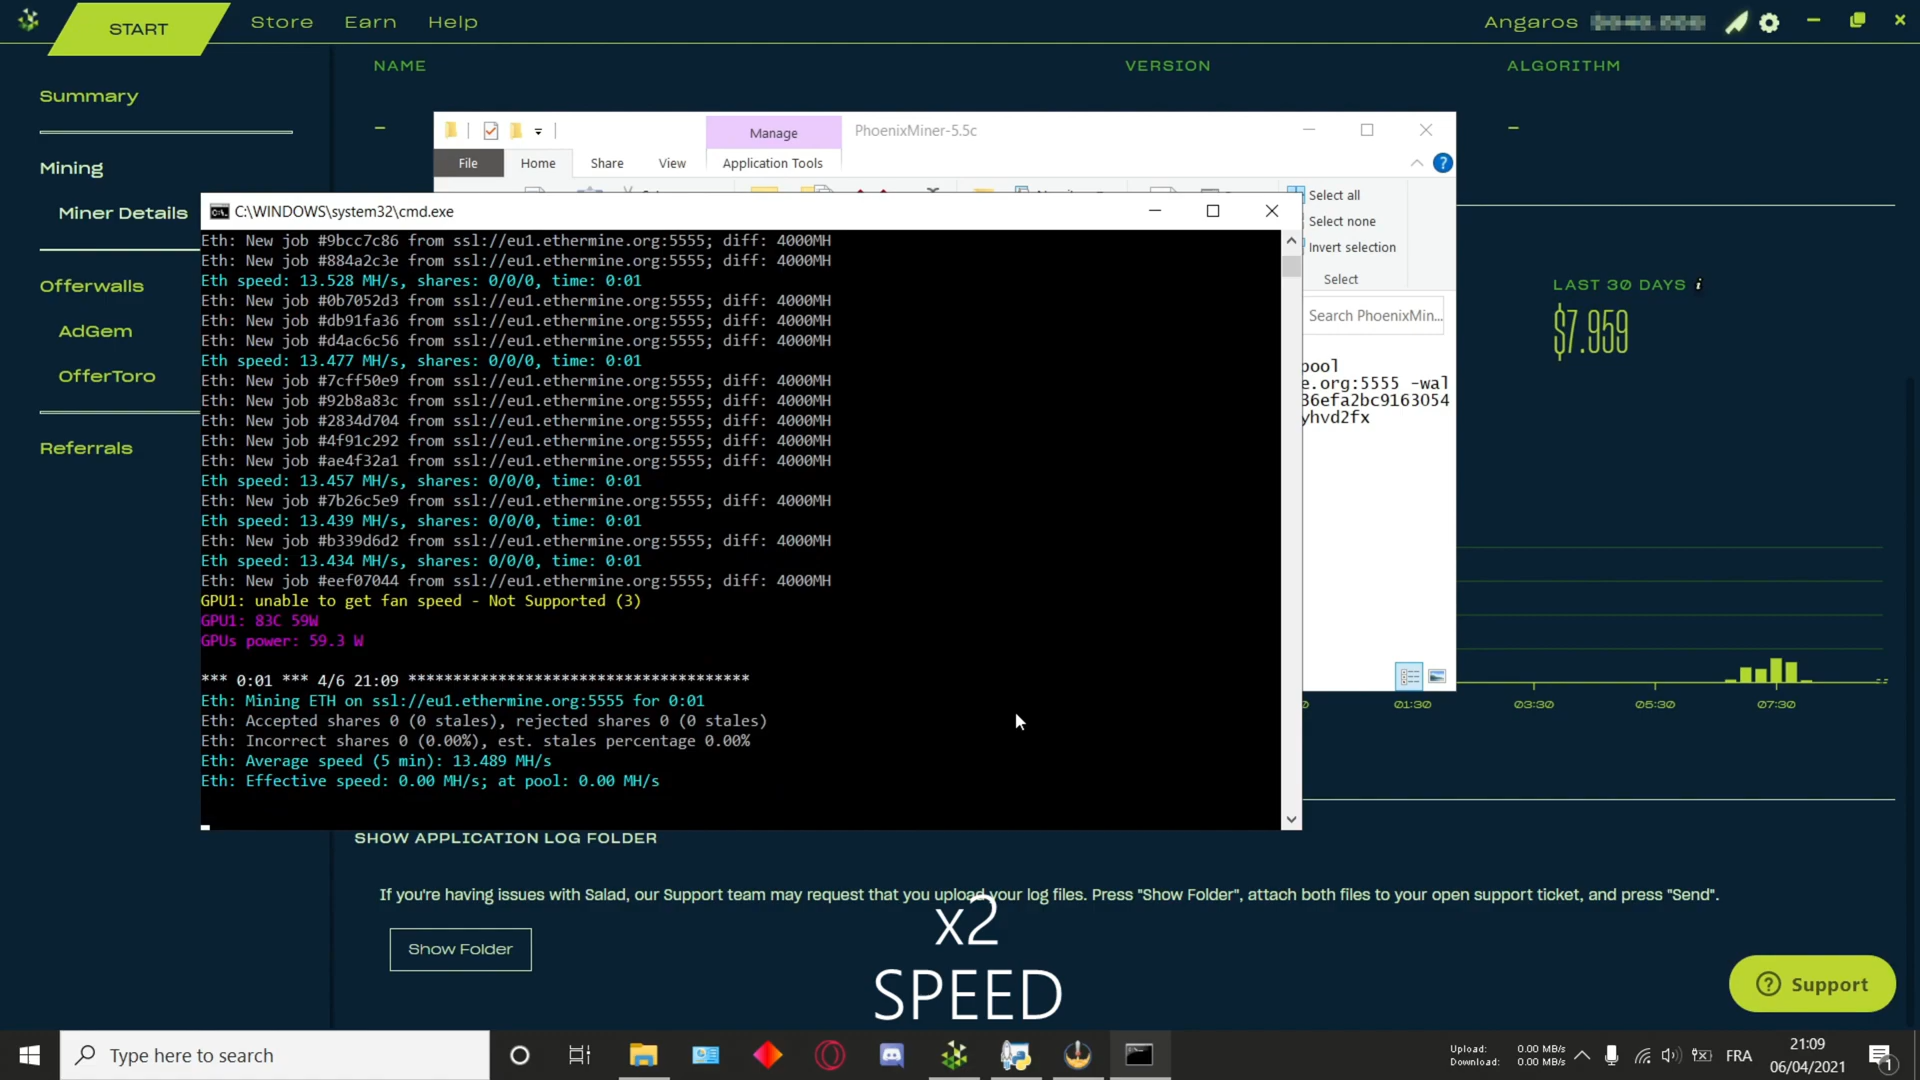 START
Store
Earn
Help
Angaros
Summary
Mining
Miner Details
Offerwalls
AdGem
OfferToro
Referrals
NAME
VERSION
ALGORITHM
Manage
PhoenixMiner-5.5c
File
Home
Share
View
Application Tools
Select all
Select none
Invert selection
Select
Search PhoenixMin...
pool
e.org:5555 -wal
36efa2bc9163054
yhvd2fx
LAST 30 DAYS i
$7.959
C:\WINDOWS\system32\cmd.exe
Eth: New job #9bcc7c86 from ssl://eu1.ethermine.org:5555; diff: 4000MH
Eth: New job #884a2c3e from ssl://eu1.ethermine.org:5555; diff: 4000MH
Eth speed: 13.528 MH/s, shares: 0/0/0, time: 0:01
Eth: New job #0b7052d3 from ssl://eu1.ethermine.org:5555; diff: 4000MH
Eth: New job #db91fa36 from ssl://eu1.ethermine.org:5555; diff: 4000MH
Eth: New job #d4ac6c56 from ssl://eu1.ethermine.org:5555; diff: 4000MH
Eth speed: 13.477 MH/s, shares: 0/0/0, time: 0:01
Eth: New job #7cff50e9 from ssl://eu1.ethermine.org:5555; diff: 4000MH
Eth: New job #92b8a83c from ssl://eu1.ethermine.org:5555; diff: 4000MH
Eth: New job #2834d704 from ssl://eu1.ethermine.org:5555; diff: 4000MH
Eth: New job #4f91c292 from ssl://eu1.ethermine.org:5555; diff: 4000MH
Eth: New job #ae4f32a1 from ssl://eu1.ethermine.org:5555; diff: 4000MH
Eth speed: 13.457 MH/s, shares: 0/0/0, time: 0:01
Eth: New job #7b26c5e9 from ssl://eu1.ethermine.org:5555; diff: 4000MH
Eth speed: 13.439 MH/s, shares: 0/0/0, time: 0:01
Eth: New job #b339d6d2 from ssl://eu1.ethermine.org:5555; diff: 4000MH
Eth speed: 13.434 MH/s, shares: 0/0/0, time: 0:01
Eth: New job #eef07044 from ssl://eu1.ethermine.org:5555; diff: 4000MH
GPU1: unable to get fan speed - Not Supported (3)
GPU1: 83C 59W
GPUs power: 59.3 W
*** 0:01 *** 4/6 21:09 **************************************
Eth: Mining ETH on ssl://eu1.ethermine.org:5555 for 0:01
Eth: Accepted shares 0 (0 stales), rejected shares 0 (0 stales)
Eth: Incorrect shares 0 (0.00%), est. stales percentage 0.00%
Eth: Average speed (5 min): 13.489 MH/s
Eth: Effective speed: 0.00 MH/s; at pool: 0.00 MH/s
01:30
03:30
05:30
07:30
SHOW APPLICATION LOG FOLDER
If you're having issues with Salad, our Support team may request that you upload your log files. Press "Show Folder", attach both files to your open support ticket, and press "Send".
Show Folder
x2
SPEED
Support
Type here to search
Upload: 0.00 MB/s
Download: 0.00 MB/s
FRA
21:09
06/04/2021
1